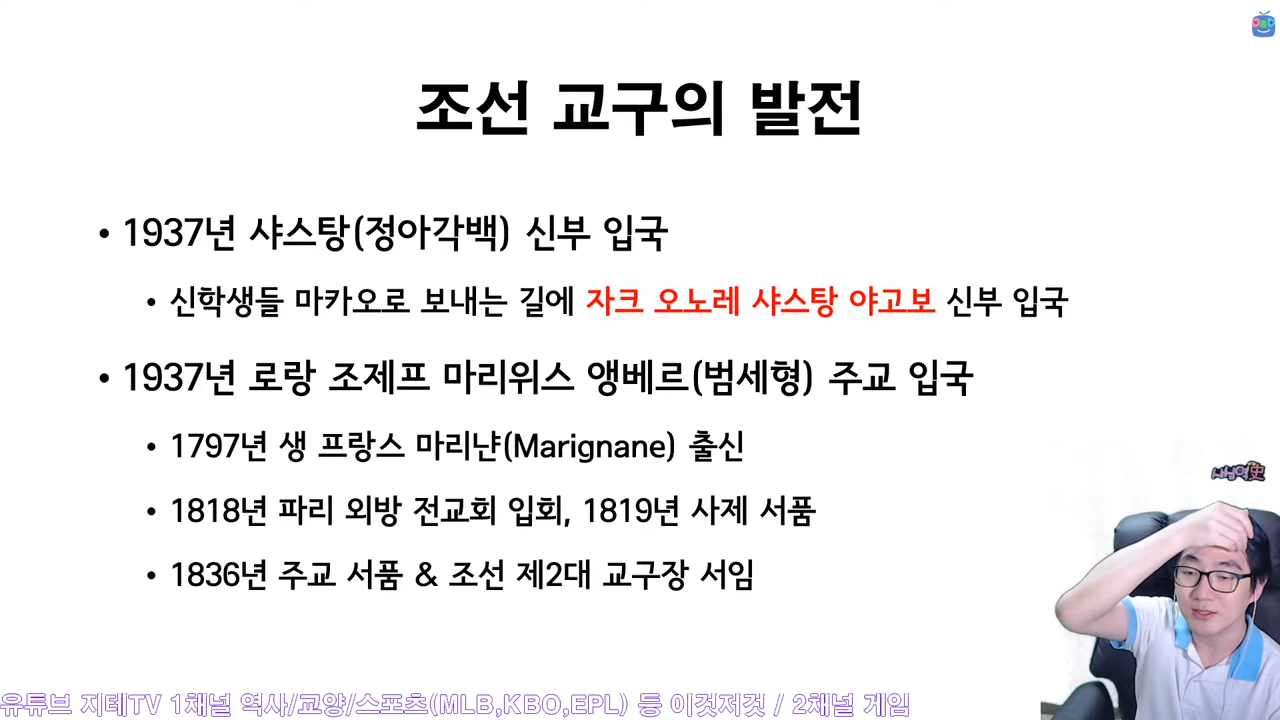 조선 교구의 발전
• 1937년 샤스탕(정아각백) 신부 입국
• 신학생들 마카오로 보내는 길에 자크 오노레 샤스탕 야고보 신부 입국
• 1937년 로랑 조제프 마리위스 앵베르(범세형) 주교 입국
• 1797년 생 프랑스 마리냔(Marignane) 출신
• 1818년 파리 외방 전교회 입회, 1819년 사제 서품
• 1836년 주교 서품 & 조선 제2대 교구장 서임
유튜브 지테TV 1채널 역사/교양/스포츠(MLB,KBO,EPL) 등 이것저것 / 2채널 게임